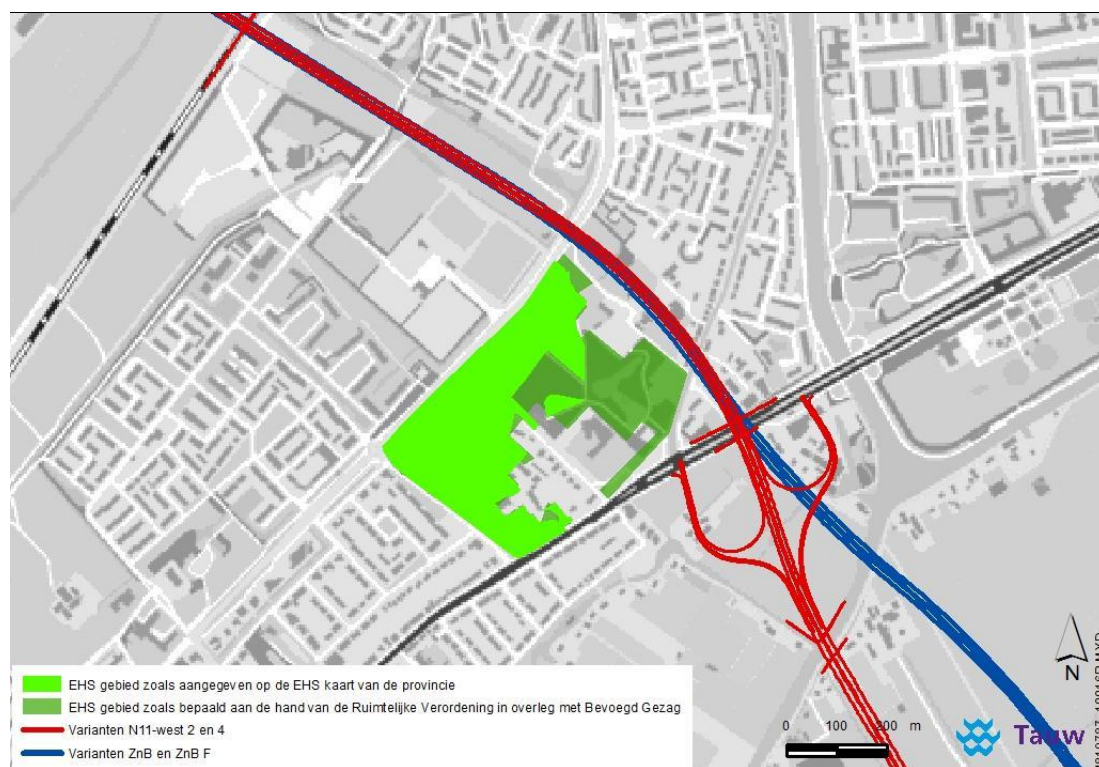 EHS gebied zoals aangegeven op de EHS kaart van de provincie
EHS gebied zoals bepaald aan de hand van de Ruimtelijke Verordening in overleg met Bevoegd Gezag
Varianten N11-west 2 en 4
Varianten ZnB en ZnB F
0 100 200 m
N
Tauw